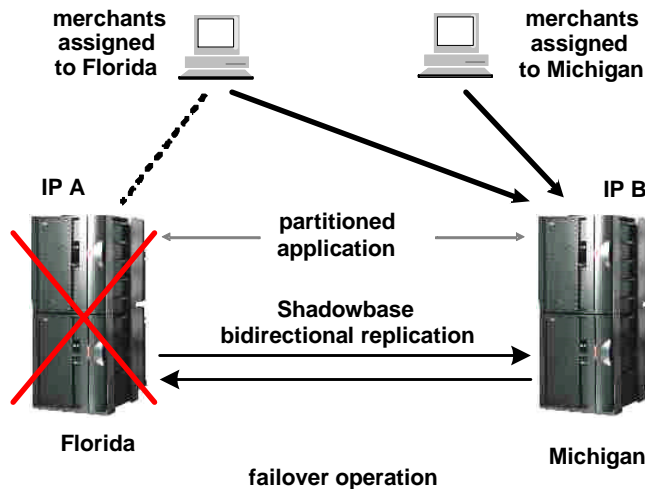 merchants
assigned
to Florida
merchants
assigned
to Michigan
IP A
IP B
partitioned
application
Shadowbase
bidirectional replication
Florida
Michigan
failover operation